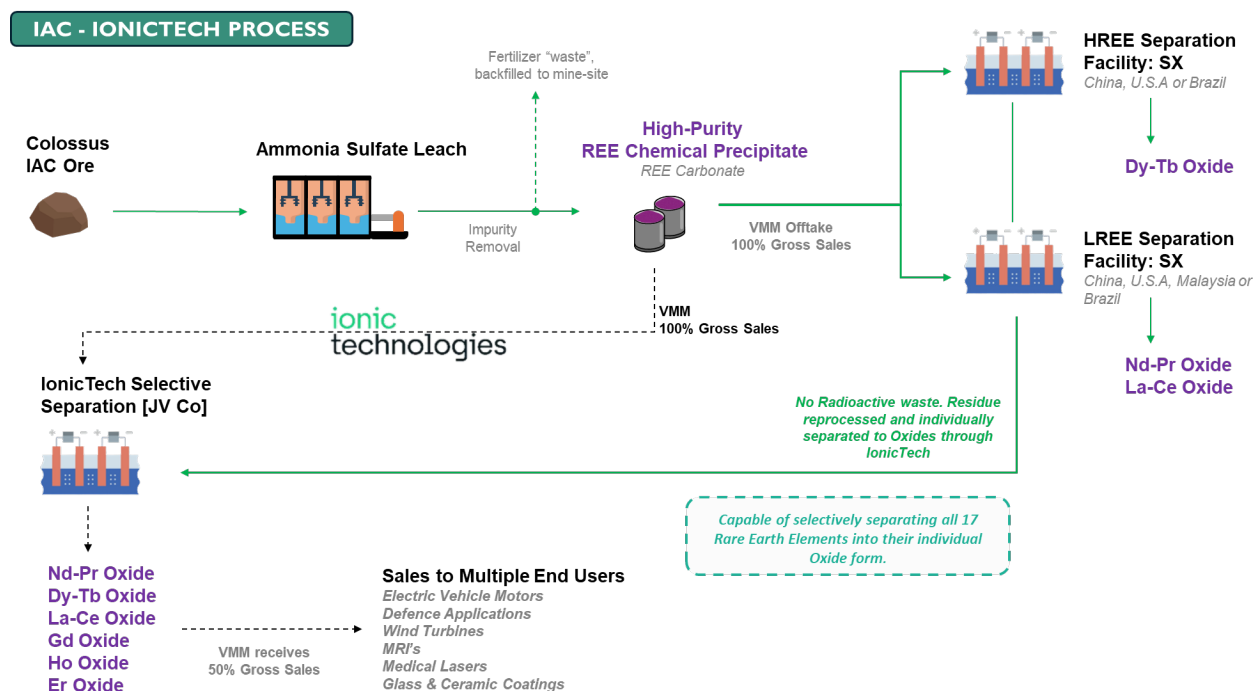 IAC - IONICTECH PROCESS
Fertilizer “waste”,
backfilled to mine-site
HREE Separation
Facility: SX
China, U.S.A or Brazil
Colossus
IAC Ore
Ammonia Sulfate Leach
High-Purity
REE Chemical Precipitate
REE Carbonate
Dy-Tb Oxide
Impurity
Removal
VMM Offtake
100% Gross Sales
LREE Separation
Facility: SX
China, U.S.A, Malaysia or
Brazil
VMM
100% Gross Sales
ionic
technologies
Nd-Pr Oxide
La-Ce Oxide
IonicTech Selective
Separation [JV Co]
No Radioactive waste. Residue
reprocessed and individually
separated to Oxides through
IonicTech
Capable of selectively separating all 17
Rare Earth Elements into their individual
Oxide form.
Nd-Pr Oxide
Dy-Tb Oxide
La-Ce Oxide
Gd Oxide
Ho Oxide
Er Oxide
VMM receives
50% Gross Sales
Sales to Multiple End Users
Electric Vehicle Motors
Defence Applications
Wind Turbines
MRI's
Medical Lasers
Glass & Ceramic Coatings